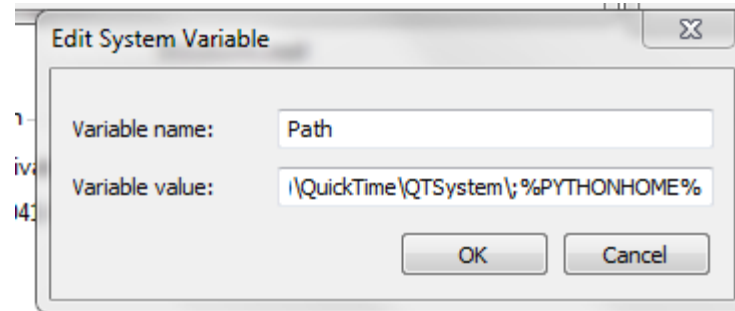 Edit System Variable
Variable name: Path
Variable value: \QuickTime\QTSystem\;%PYTHONHOME%
OK Cancel